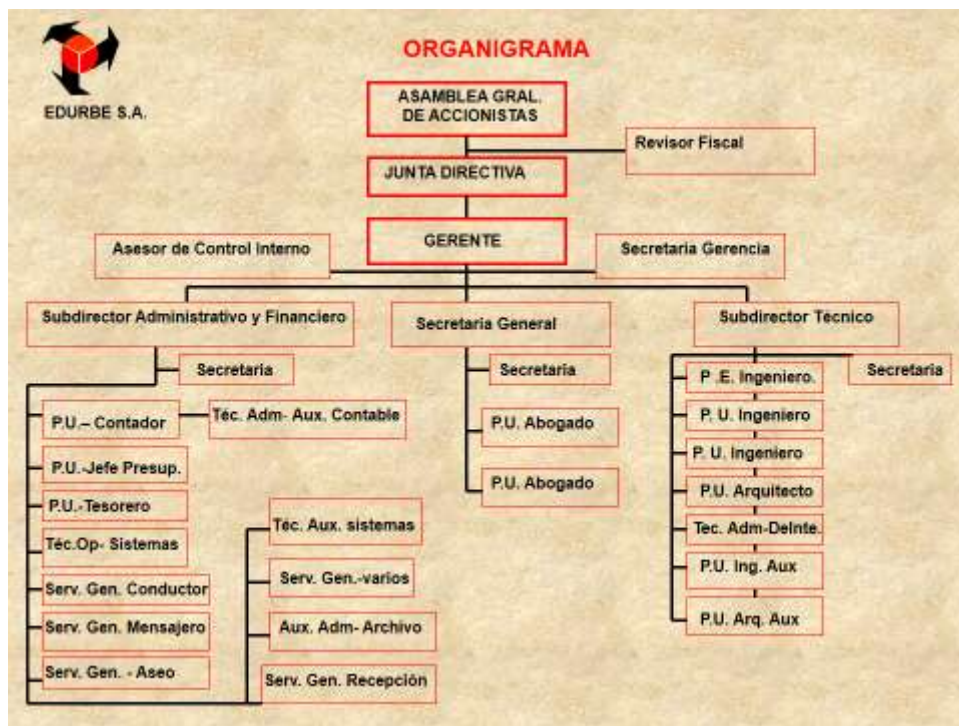 ORGANIGRAMA
EDURBE S.A.
ASAMBLEA GRAL.
DE ACCIONISTAS
Revisor Fiscal
JUNTA DIRECTIVA
GERENTE
Asesor de Control Interno
Secretaria Gerencia
Subdirector Administrativo y Financiero
Secretaria General
Subdirector Técnico
Secretaria
P.U.– Contador
Téc. Adm- Aux. Contable
P.U.-Jefe Presup.
P.U.-Tesorero
Téc.Op- Sistemas
Serv. Gen. Conductor
Serv. Gen. Mensajero
Serv. Gen. - Aseo
Téc. Aux. sistemas
Serv. Gen.-varios
Aux. Adm- Archivo
Serv. Gen. Recepción
Secretaria
P.U. Abogado
P.U. Abogado
Secretaria
P .E. Ingeniero.
P. U. Ingeniero
P. U. Ingeniero
P.U. Arquitecto
Tec. Adm-DeInte.
P.U. Ing. Aux
P.U. Arq. Aux